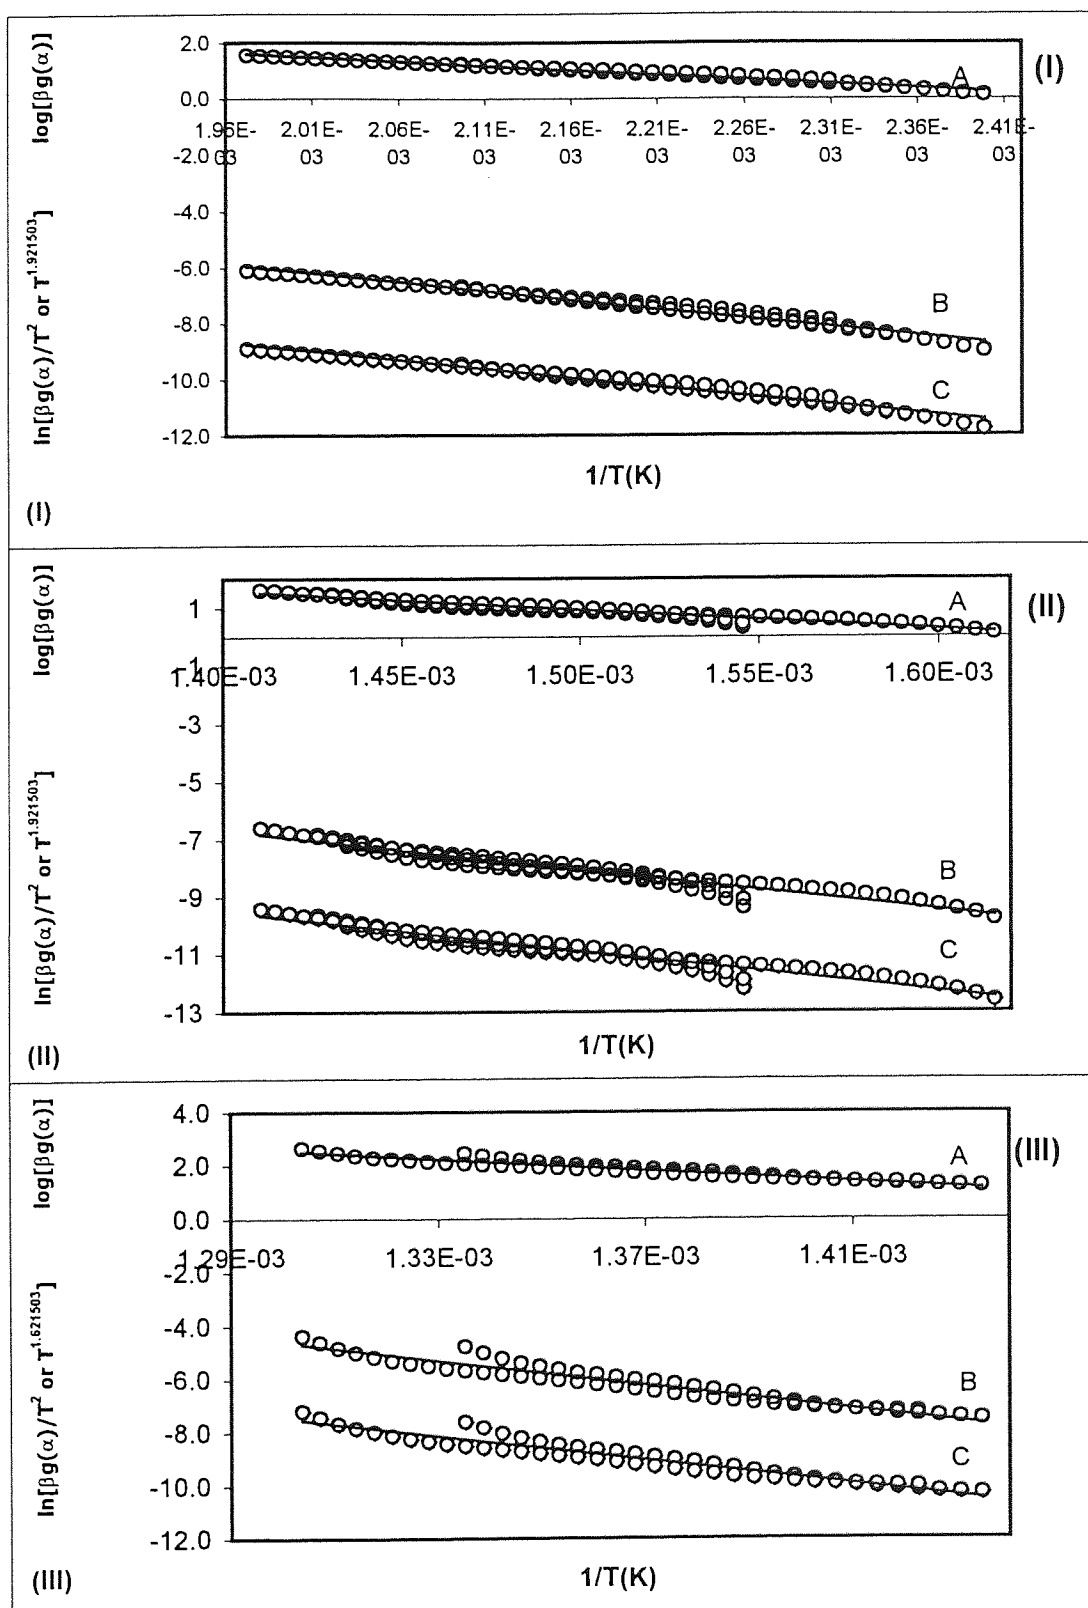 log[βg(α)]
ln[βg(α)/T² or T¹·⁹²¹⁵⁰³]
2.0
0.0
-2.0
-4.0
-6.0
-8.0
-10.0
-12.0
1.96E-03
2.01E-03
2.06E-03
2.11E-03
2.16E-03
2.21E-03
2.26E-03
2.31E-03
2.36E-03
2.41E-03
A
B
C
(I)
1/T(K)
(I)
log[βg(α)]
ln[βg(α)/T² or T¹·⁹²¹⁵⁰³]
1
-1
-3
-5
-7
-9
-11
-13
1.40E-03
1.45E-03
1.50E-03
1.55E-03
1.60E-03
A
B
C
(II)
1/T(K)
(II)
log[βg(α)]
ln[βg(α)/T² or T¹·⁶²¹⁵⁰³]
4.0
2.0
0.0
-2.0
-4.0
-6.0
-8.0
-10.0
-12.0
1.29E-03
1.33E-03
1.37E-03
1.41E-03
A
B
C
(III)
1/T(K)
(III)